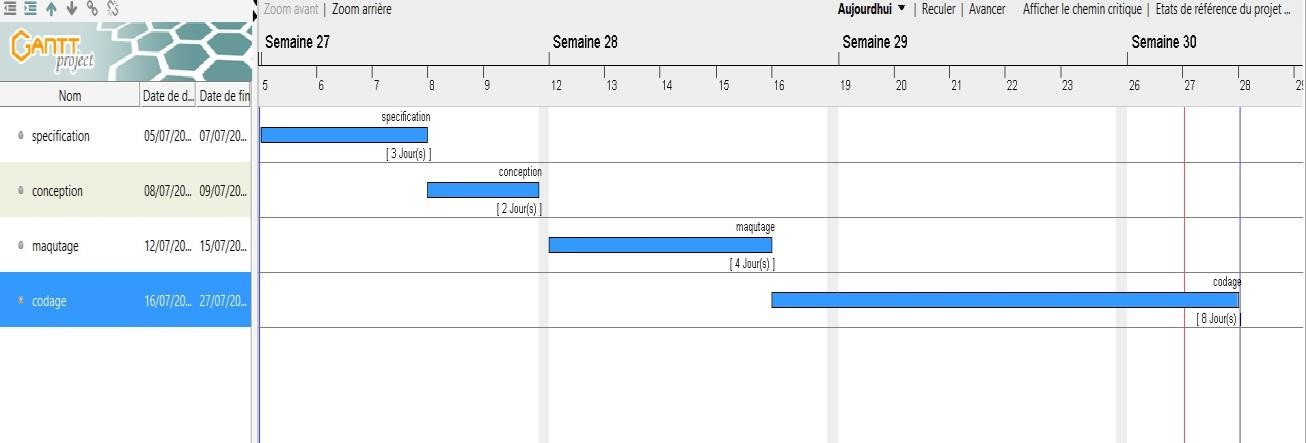 Zoom avant | Zoom arrière
Aujourdhui ▼ | Reculer | Avancer Afficher le chemin critique | Etats de référence du projet ...
GANTT project
Semaine 27 Semaine 28 Semaine 29 Semaine 30
5 6 7 8 9 12 13 14 15 16 19 20 21 22 23 26 27 28
Nom Date de d... Date de fin
specification 05/07/20... 07/07/20...
specification
[ 3 Jour(s) ]
conception 08/07/20... 09/07/20...
conception
[ 2 Jour(s) ]
maqutage 12/07/20... 15/07/20...
maqutage
[ 4 Jour(s) ]
codage 16/07/20... 27/07/20...
codage
[ 8 Jour(s) ]